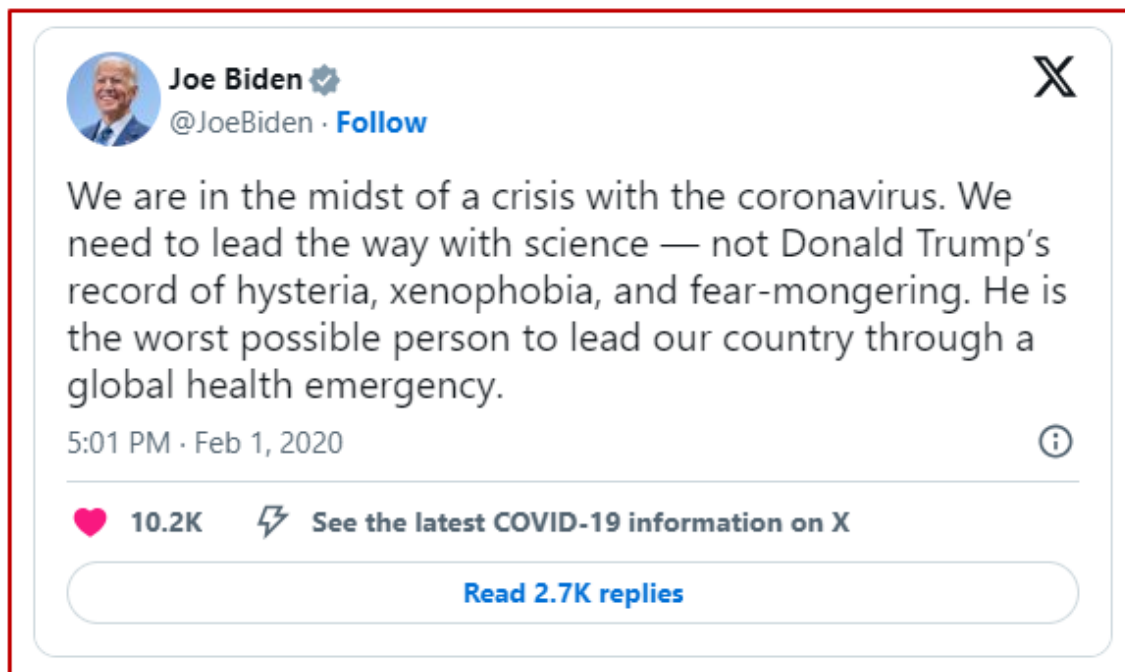 Joe Biden
@JoeBiden · Follow
We are in the midst of a crisis with the coronavirus. We
need to lead the way with science — not Donald Trump’s
record of hysteria, xenophobia, and fear-mongering. He is
the worst possible person to lead our country through a
global health emergency.
5:01 PM · Feb 1, 2020
10.2K See the latest COVID-19 information on X
Read 2.7K replies